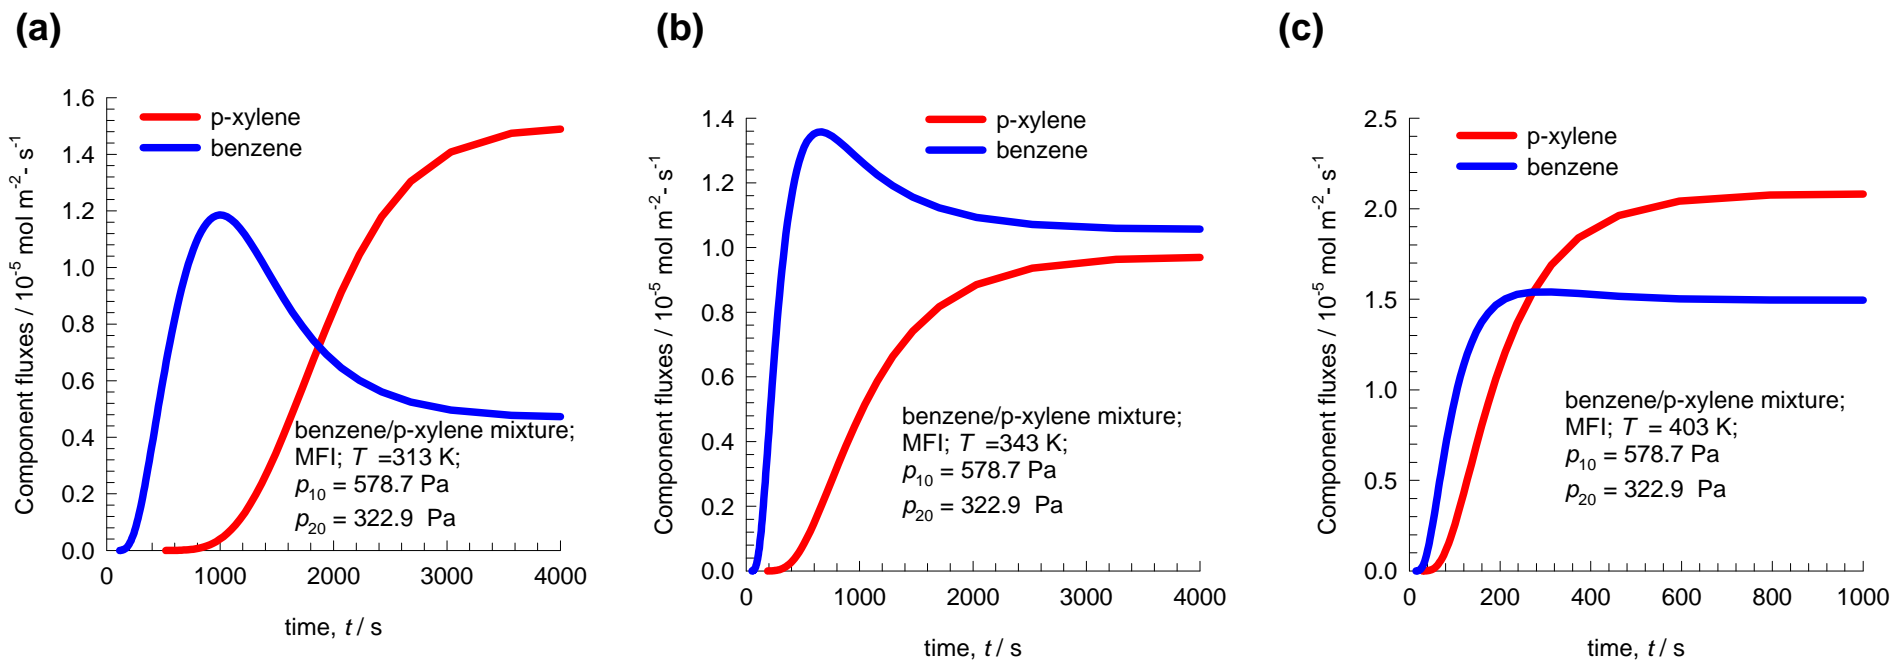 (a)
(b)
(c)
Component fluxes / 10⁻⁵ mol m⁻²- s⁻¹
1.6
1.4
1.2
1.0
0.8
0.6
0.4
0.2
0.0
p-xylene
benzene
benzene/p-xylene mixture;
MFI; T =313 K;
p₁₀ = 578.7 Pa
p₂₀ = 322.9 Pa
0 1000 2000 3000 4000
time, t / s
Component fluxes / 10⁻⁵ mol m⁻²- s⁻¹
1.4
1.2
1.0
0.8
0.6
0.4
0.2
0.0
p-xylene
benzene
benzene/p-xylene mixture;
MFI; T =343 K;
p₁₀ = 578.7 Pa
p₂₀ = 322.9 Pa
0 1000 2000 3000 4000
time, t / s
Component fluxes / 10⁻⁵ mol m⁻²- s⁻¹
2.5
2.0
1.5
1.0
0.5
0.0
p-xylene
benzene
benzene/p-xylene mixture;
MFI; T = 403 K;
p₁₀ = 578.7 Pa
p₂₀ = 322.9 Pa
0 200 400 600 800 1000
time, t / s